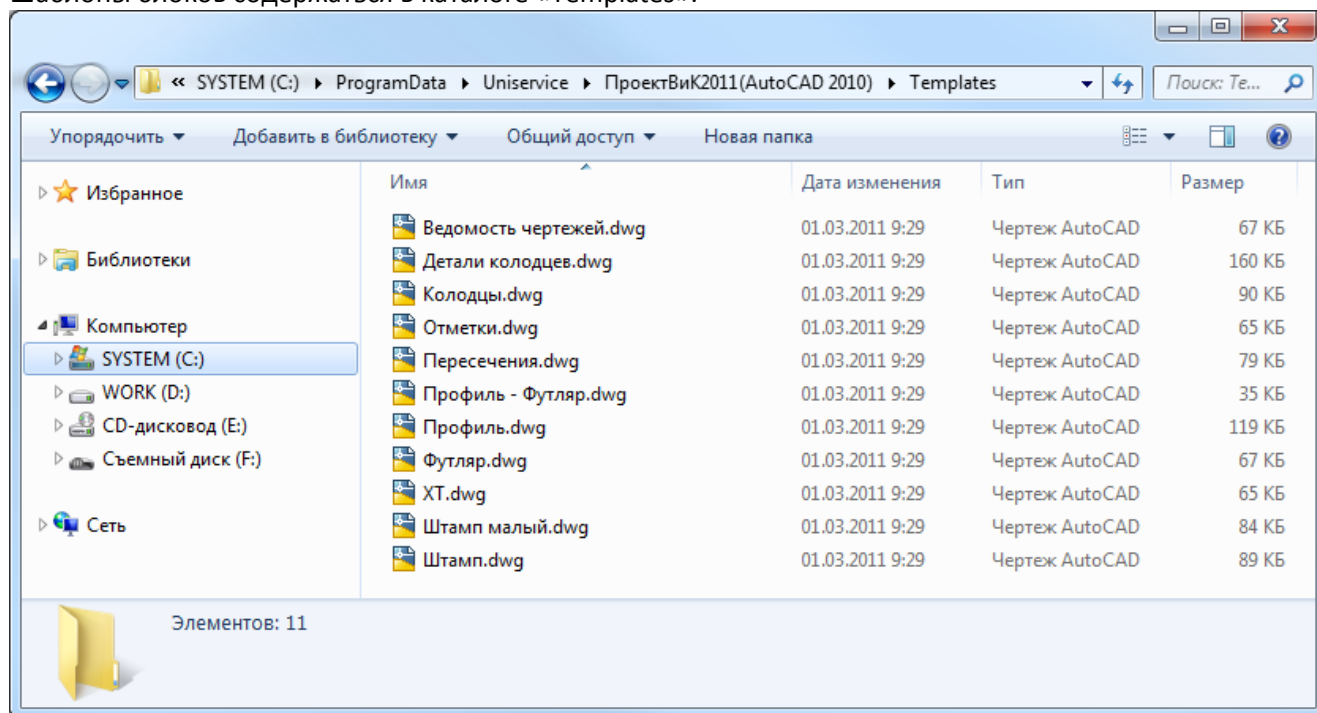 Шаблоны блоков содержаться в каталоге «Templates».
« SYSTEM (C:) ▸ ProgramData ▸ Uniservice ▸ ПроектВиК2011(AutoCAD 2010) ▸ Templates Поиск: Te...
Упорядочить Добавить в библиотеку Общий доступ Новая папка
Имя Дата изменения Тип Размер
Избранное
Библиотеки
Компьютер
SYSTEM (C:)
WORK (D:)
CD-дисковод (E:)
Съемный диск (F:)
Сеть
Ведомость чертежей.dwg 01.03.2011 9:29 Чертеж AutoCAD 67 КБ
Детали колодцев.dwg 01.03.2011 9:29 Чертеж AutoCAD 160 КБ
Колодцы.dwg 01.03.2011 9:29 Чертеж AutoCAD 90 КБ
Отметки.dwg 01.03.2011 9:29 Чертеж AutoCAD 65 КБ
Пересечения.dwg 01.03.2011 9:29 Чертеж AutoCAD 79 КБ
Профиль - Футляр.dwg 01.03.2011 9:29 Чертеж AutoCAD 35 КБ
Профиль.dwg 01.03.2011 9:29 Чертеж AutoCAD 119 КБ
Футляр.dwg 01.03.2011 9:29 Чертеж AutoCAD 67 КБ
ХТ.dwg 01.03.2011 9:29 Чертеж AutoCAD 65 КБ
Штамп малый.dwg 01.03.2011 9:29 Чертеж AutoCAD 84 КБ
Штамп.dwg 01.03.2011 9:29 Чертеж AutoCAD 89 КБ
Элементов: 11